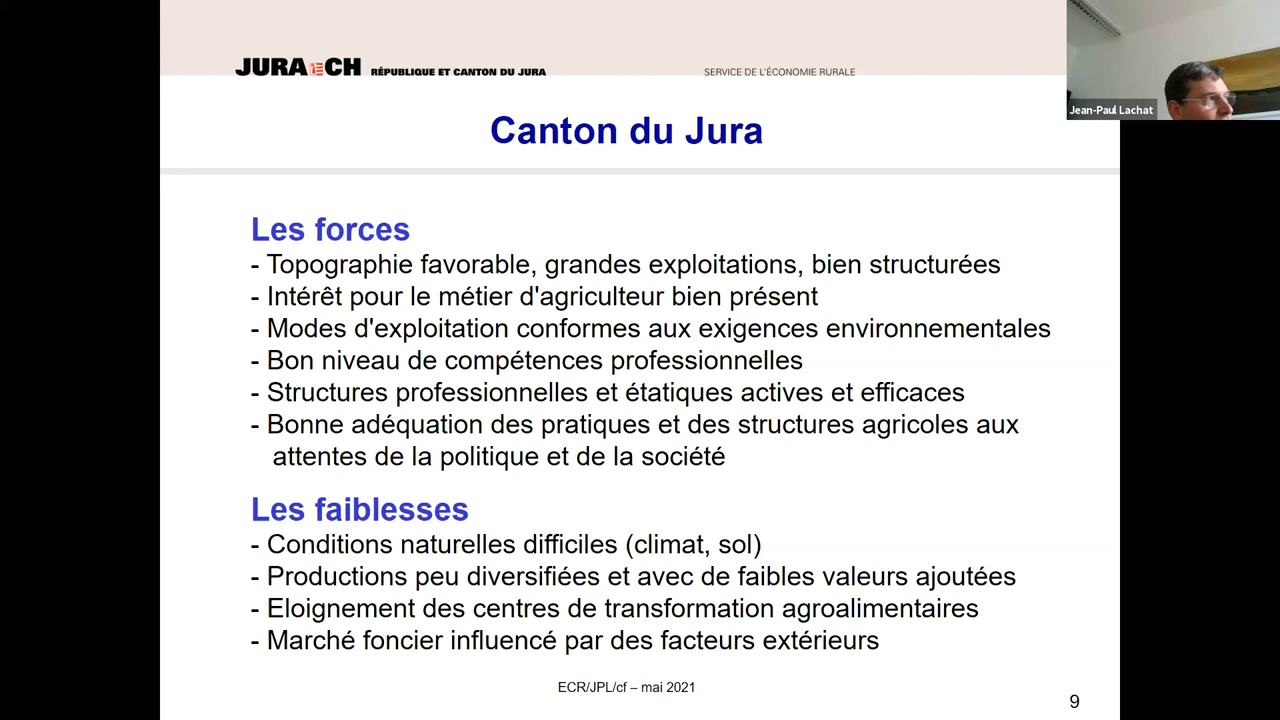 JURA CH RÉPUBLIQUE ET CANTON DU JURA
SERVICE DE L'ÉCONOMIE RURALE
Jean-Paul Lachat
Canton du Jura
Les forces
- Topographie favorable, grandes exploitations, bien structurées
- Intérêt pour le métier d'agriculteur bien présent
- Modes d'exploitation conformes aux exigences environnementales
- Bon niveau de compétences professionnelles
- Structures professionnelles et étatiques actives et efficaces
- Bonne adéquation des pratiques et des structures agricoles aux
attentes de la politique et de la société
Les faiblesses
- Conditions naturelles difficiles (climat, sol)
- Productions peu diversifiées et avec de faibles valeurs ajoutées
- Eloignement des centres de transformation agroalimentaires
- Marché foncier influencé par des facteurs extérieurs
ECR/JPL/cf – mai 2021
9